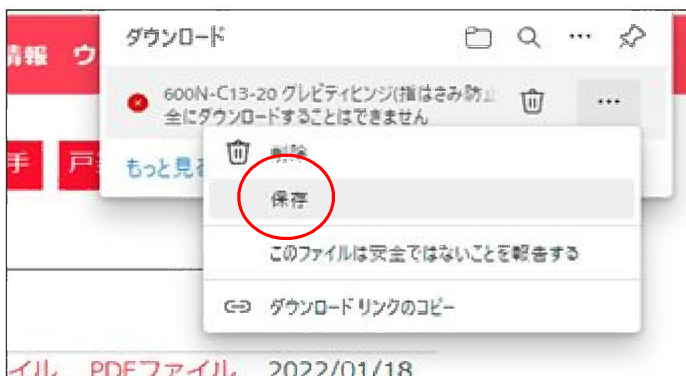 情報 ウ
ダウンロード
600N-C13-20 グレビティヒンジ(指はさみ防止
全にダウンロードすることはできません
手 戸
もっと見る
削除
保存
このファイルは安全ではないことを報告する
ダウンロード リンクのコピー
イル PDFファイル 2022/01/18